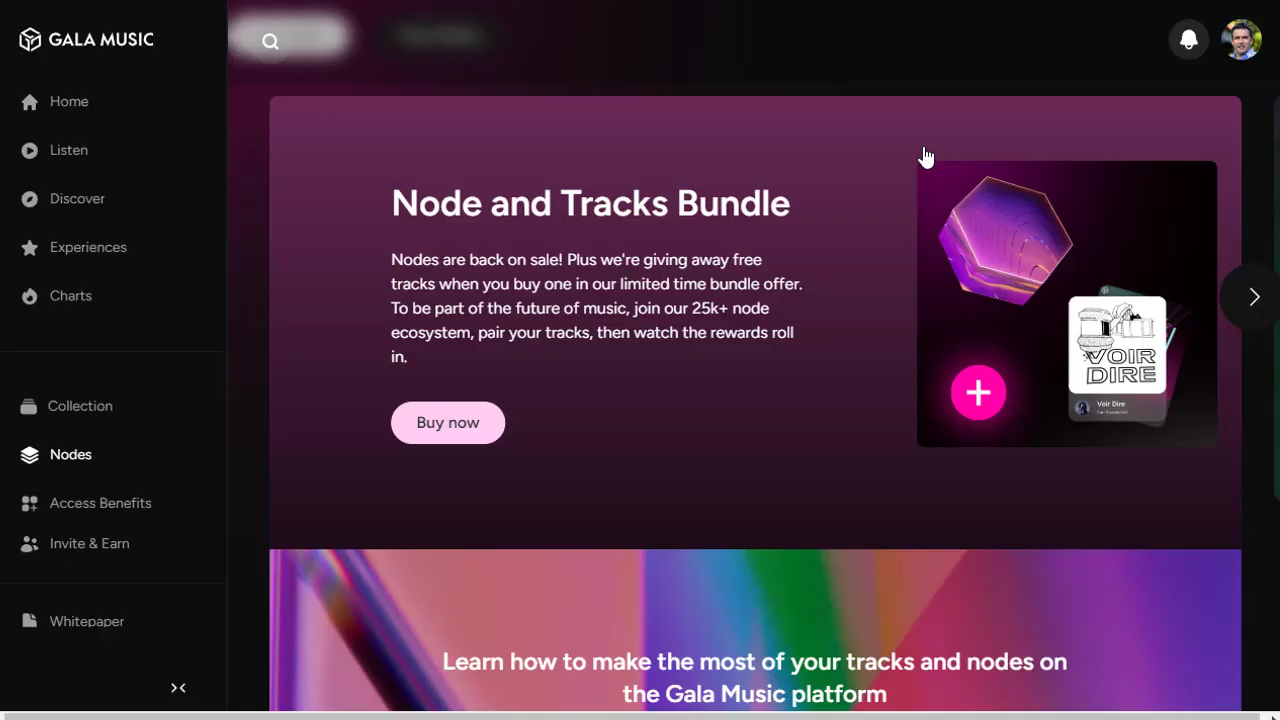 GALA MUSIC
Home
Listen
Discover
Experiences
Charts
Collection
Nodes
Access Benefits
Invite & Earn
Whitepaper
Node and Tracks Bundle
Nodes are back on sale! Plus we're giving away free
tracks when you buy one in our limited time bundle offer.
To be part of the future of music, join our 25k+ node
ecosystem, pair your tracks, then watch the rewards roll
in.
Buy now
VOIR
DIRE
Voir Dire
Learn how to make the most of your tracks and nodes on
the Gala Music platform